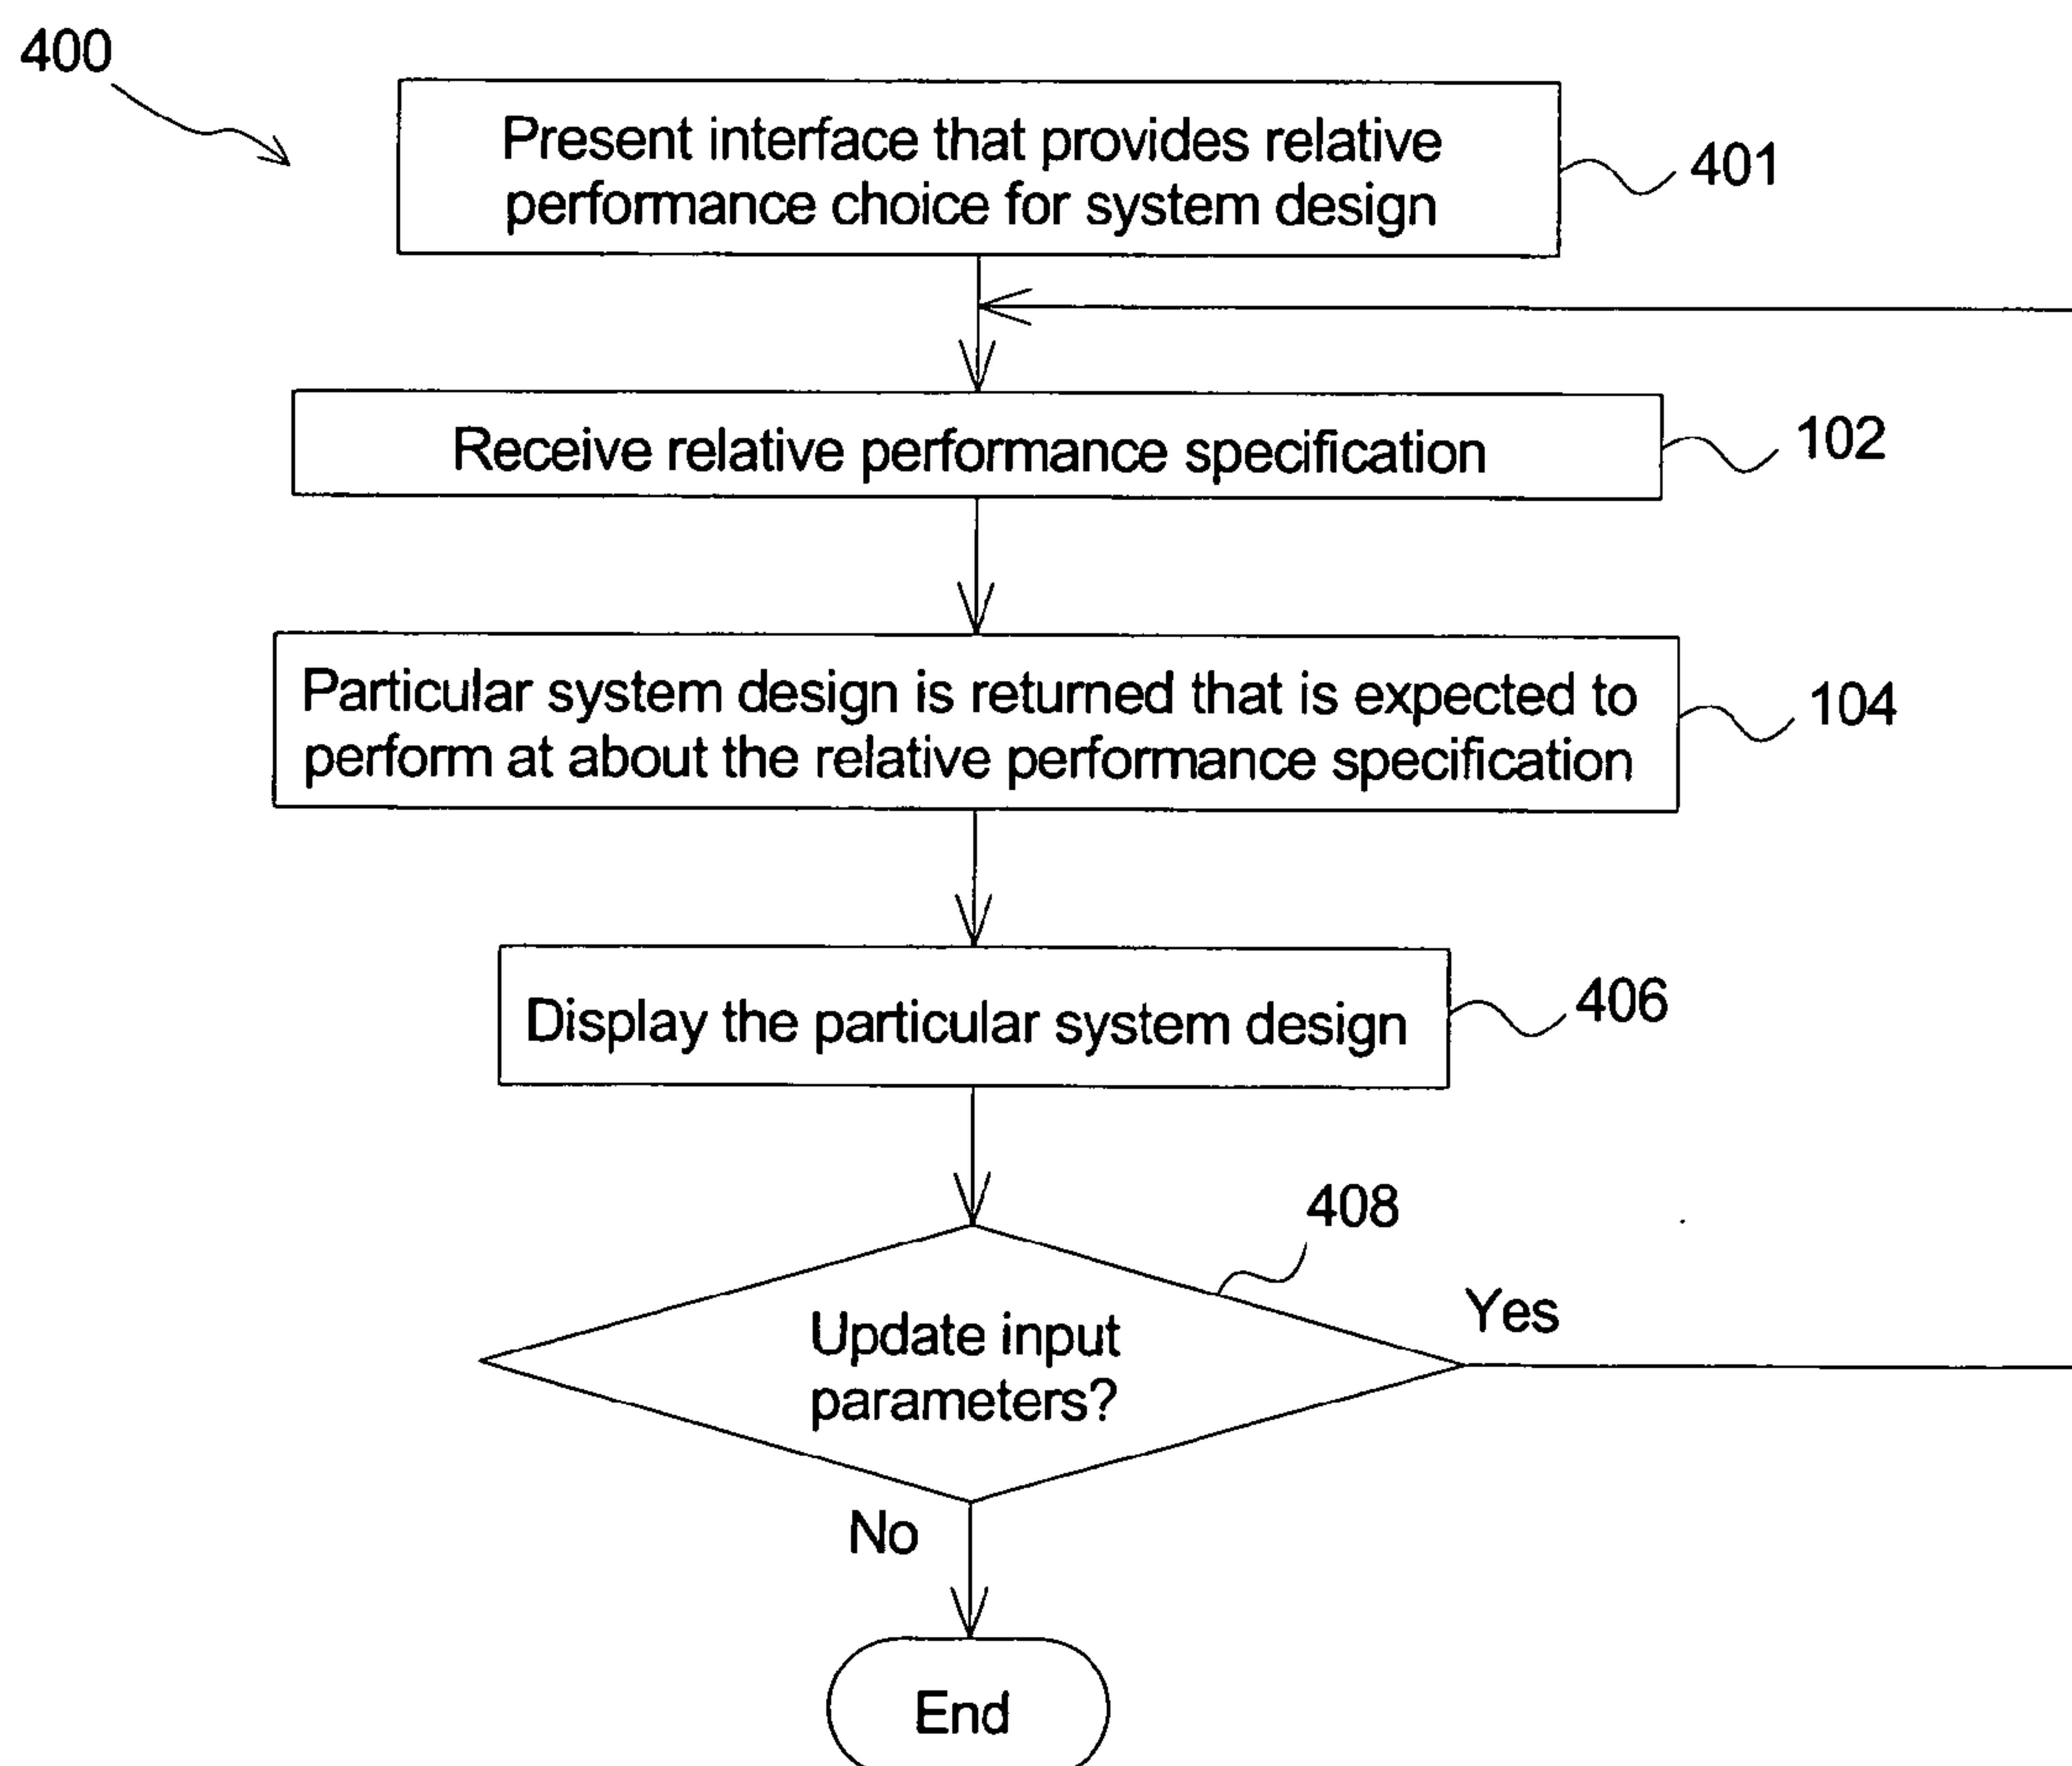 400
Present interface that provides relative
performance choice for system design
401
Receive relative performance specification
102
Particular system design is returned that is expected to
perform at about the relative performance specification
104
Display the particular system design
406
408
Update input
parameters?
Yes
No
End